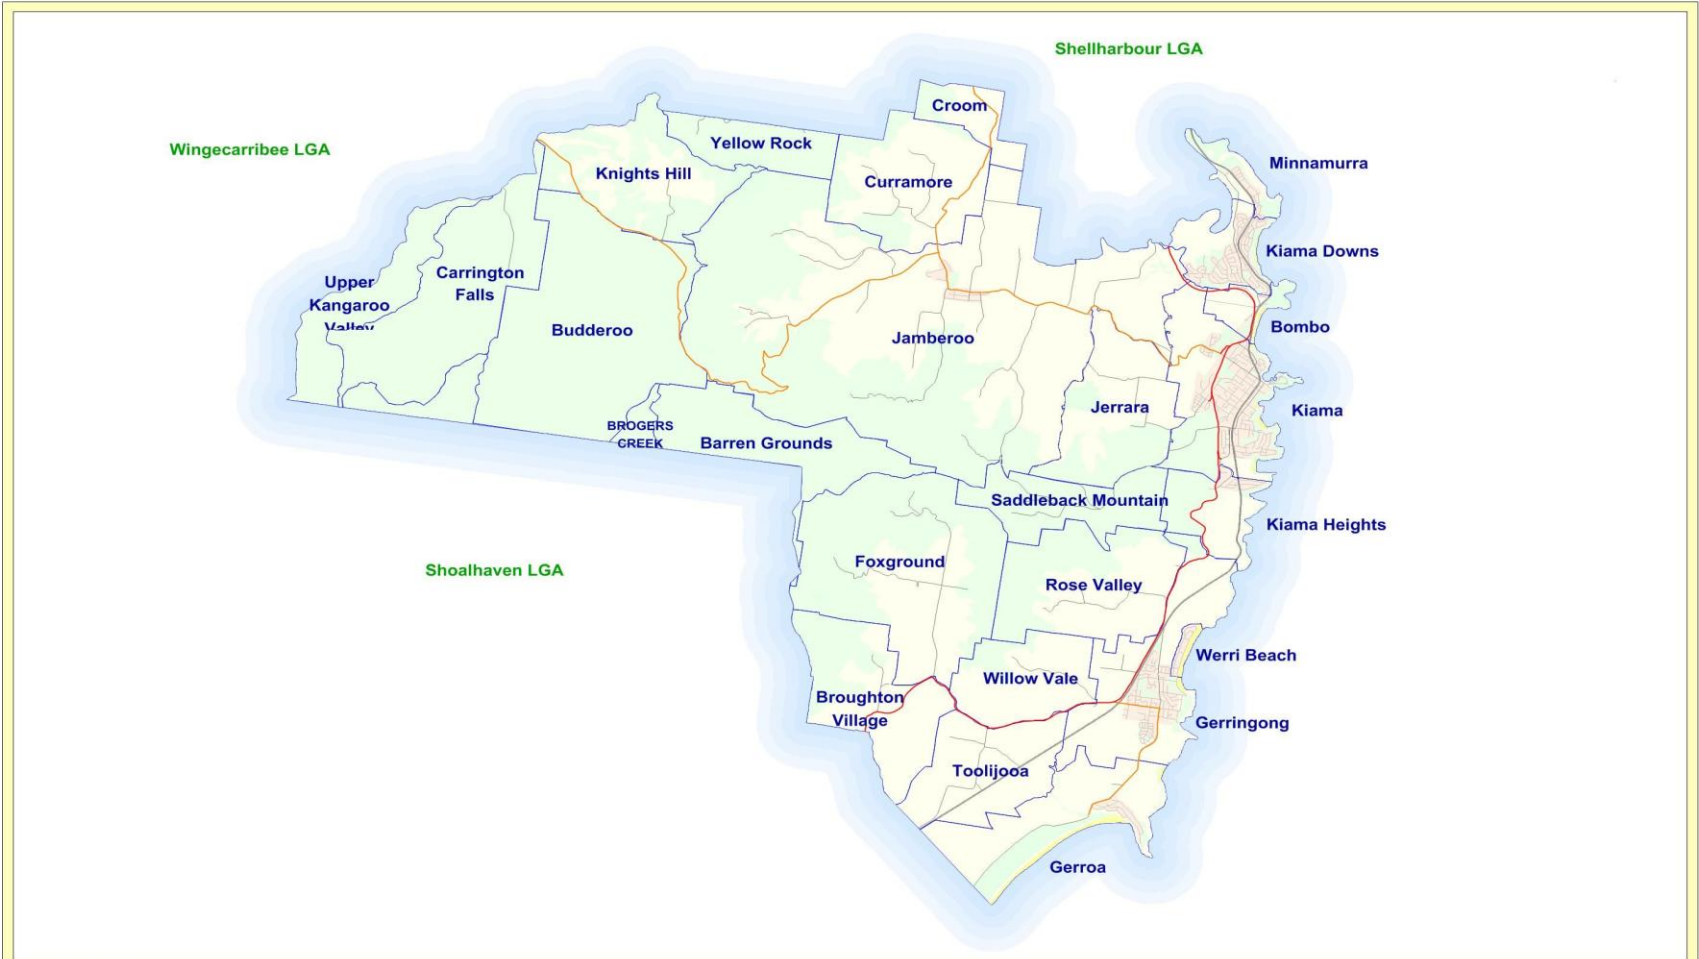 Shellharbour LGA
Croom
Wingecarribee LGA
Yellow Rock
Minnamurra
Knights Hill
Curramore
Kiama Downs
Upper
Kangaroo
Valley
Carrington
Falls
Budderoo
Jamberoo
Bombo
Jerrara
Kiama
BROGERS
CREEK
Barren Grounds
Saddleback Mountain
Kiama Heights
Shoalhaven LGA
Foxground
Rose Valley
Werri Beach
Willow Vale
Broughton
Village
Gerringong
Toolijooa
Gerroa